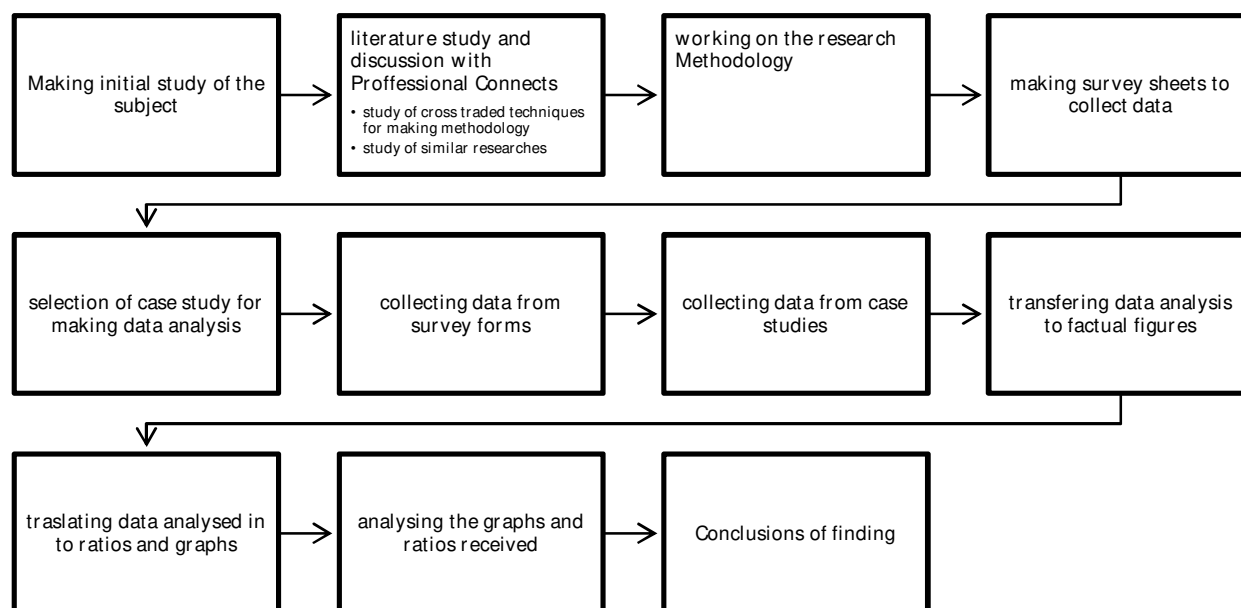 Making initial study of the
subject
literature study and
discussion with
Proffessional Connects
• study of cross traded techniques
for making methodology
• study of similar researches
working on the research
Methodology
making survey sheets to
collect data
selection of case study for
making data analysis
collecting data from
survey forms
collecting data from case
studies
transfering data analysis
to factual figures
traslating data analysed in
to ratios and graphs
analysing the graphs and
ratios received
Conclusions of finding